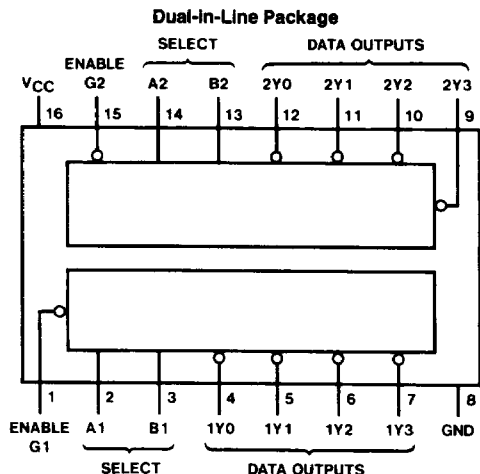 Dual-In-Line Package
SELECT DATA OUTPUTS
ENABLE
VCC G2 A2 B2 2Y0 2Y1 2Y2 2Y3
16 15 14 13 12 11 10 9
1 2 3 4 5 6 7 8
ENABLE A1 B1 1Y0 1Y1 1Y2 1Y3 GND
G1
SELECT DATA OUTPUTS